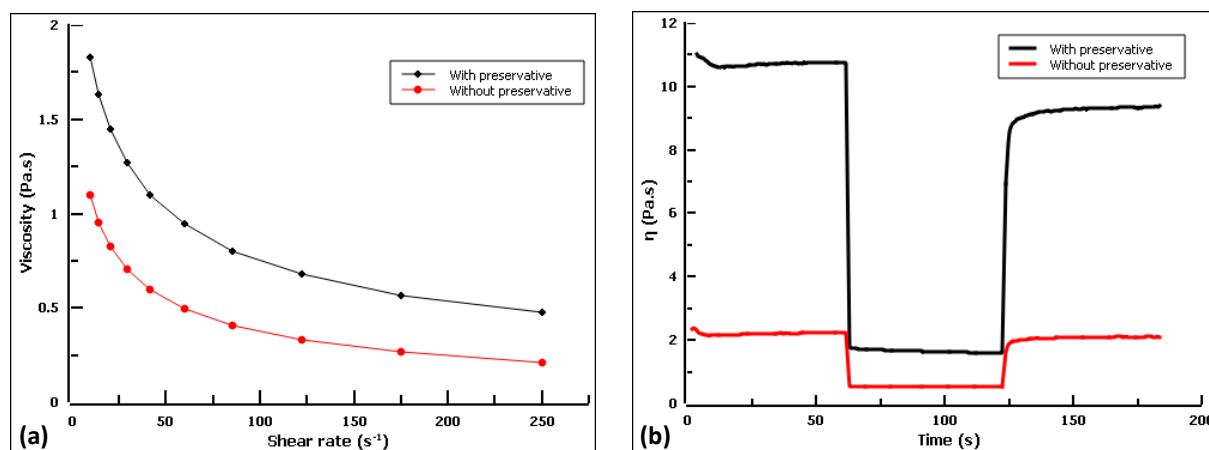 2
1.5
1
0.5
0
Viscosity (Pa.s)
With preservative
Without preservative
0 50 100 150 200 250
Shear rate (s⁻¹)
(a)
12
10
8
6
4
2
0
η (Pa.s)
With preservative
Without preservative
0 50 100 150 200
Time (s)
(b)